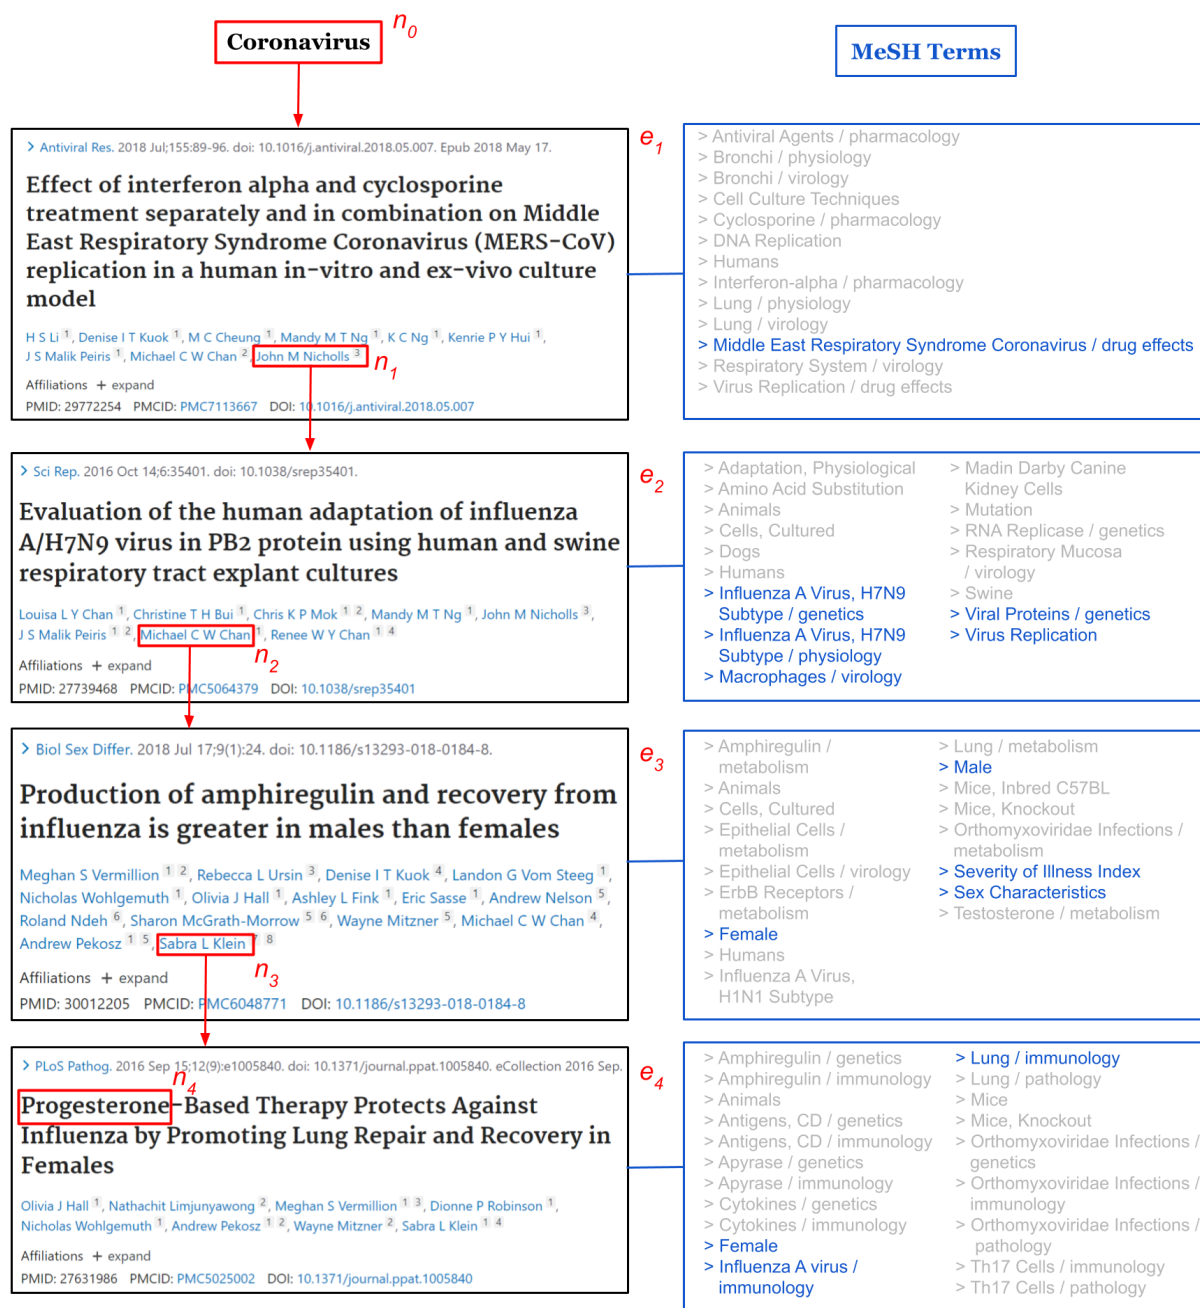 Coronavirus
n0
MeSH Terms
> Antiviral Res. 2018 Jul;155:89-96. doi: 10.1016/j.antiviral.2018.05.007. Epub 2018 May 17.
Effect of interferon alpha and cyclosporine
treatment separately and in combination on Middle
East Respiratory Syndrome Coronavirus (MERS-CoV)
replication in a human in-vitro and ex-vivo culture
model
H S Li 1, Denise I T Kuok 1, M C Cheung 1, Mandy M T Ng 1, K C Ng 1, Kenrie P Y Hui 1,
J S Malik Peiris 1, Michael C W Chan 2, John M Nicholls 3
n1
Affiliations + expand
PMID: 29772254 PMCID: PMC7113667 DOI: 10.1016/j.antiviral.2018.05.007
e1
> Antiviral Agents / pharmacology
> Bronchi / physiology
> Bronchi / virology
> Cell Culture Techniques
> Cyclosporine / pharmacology
> DNA Replication
> Humans
> Interferon-alpha / pharmacology
> Lung / physiology
> Lung / virology
> Middle East Respiratory Syndrome Coronavirus / drug effects
> Respiratory System / virology
> Virus Replication / drug effects
> Sci Rep. 2016 Oct 14;6:35401. doi: 10.1038/srep35401.
Evaluation of the human adaptation of influenza
A/H7N9 virus in PB2 protein using human and swine
respiratory tract explant cultures
Louisa L Y Chan 1, Christine T H Bui 1, Chris K P Mok 1 2, Mandy M T Ng 1, John M Nicholls 3,
J S Malik Peiris 1 2, Michael C W Chan 1, Renee W Y Chan 1 4
n2
Affiliations + expand
PMID: 27739468 PMCID: PMC5064379 DOI: 10.1038/srep35401
e2
> Adaptation, Physiological
> Amino Acid Substitution
> Animals
> Cells, Cultured
> Dogs
> Humans
> Influenza A Virus, H7N9
Subtype / genetics
> Influenza A Virus, H7N9
Subtype / physiology
> Macrophages / virology
> Madin Darby Canine
Kidney Cells
> Mutation
> RNA Replicase / genetics
> Respiratory Mucosa
/ virology
> Swine
> Viral Proteins / genetics
> Virus Replication
> Biol Sex Differ. 2018 Jul 17;9(1):24. doi: 10.1186/s13293-018-0184-8.
Production of amphiregulin and recovery from
influenza is greater in males than females
Meghan S Vermillion 1 2, Rebecca L Ursin 3, Denise I T Kuok 4, Landon G Vom Steeg 1,
Nicholas Wohlgemuth 1, Olivia J Hall 1, Ashley L Fink 1, Eric Sasse 1, Andrew Nelson 5,
Roland Ndeh 6, Sharon McGrath-Morrow 5 6, Wayne Mitzner 5, Michael C W Chan 4,
Andrew Pekosz 1 5, Sabra L Klein 7 8
n3
Affiliations + expand
PMID: 30012205 PMCID: PMC6048771 DOI: 10.1186/s13293-018-0184-8
e3
> Amphiregulin /
metabolism
> Animals
> Cells, Cultured
> Epithelial Cells /
metabolism
> Epithelial Cells / virology
> ErbB Receptors /
metabolism
> Female
> Humans
> Influenza A Virus,
H1N1 Subtype
> Lung / metabolism
> Male
> Mice, Inbred C57BL
> Mice, Knockout
> Orthomyxoviridae Infections /
metabolism
> Severity of Illness Index
> Sex Characteristics
> Testosterone / metabolism
> PLoS Pathog. 2016 Sep 15;12(9):e1005840. doi: 10.1371/journal.ppat.1005840. eCollection 2016 Sep.
n4
Progesterone-Based Therapy Protects Against
Influenza by Promoting Lung Repair and Recovery in
Females
Olivia J Hall 1, Nathachit Limjunyawong 2, Meghan S Vermillion 1 3, Dionne P Robinson 1,
Nicholas Wohlgemuth 1, Andrew Pekosz 1 2, Wayne Mitzner 2, Sabra L Klein 1 4
Affiliations + expand
PMID: 27631986 PMCID: PMC5025002 DOI: 10.1371/journal.ppat.1005840
e4
> Amphiregulin / genetics
> Amphiregulin / immunology
> Animals
> Antigens, CD / genetics
> Antigens, CD / immunology
> Apyrase / genetics
> Apyrase / immunology
> Cytokines / genetics
> Cytokines / immunology
> Female
> Influenza A virus /
immunology
> Lung / immunology
> Lung / pathology
> Mice
> Mice, Knockout
> Orthomyxoviridae Infections /
genetics
> Orthomyxoviridae Infections /
immunology
> Orthomyxoviridae Infections /
pathology
> Th17 Cells / immunology
> Th17 Cells / pathology